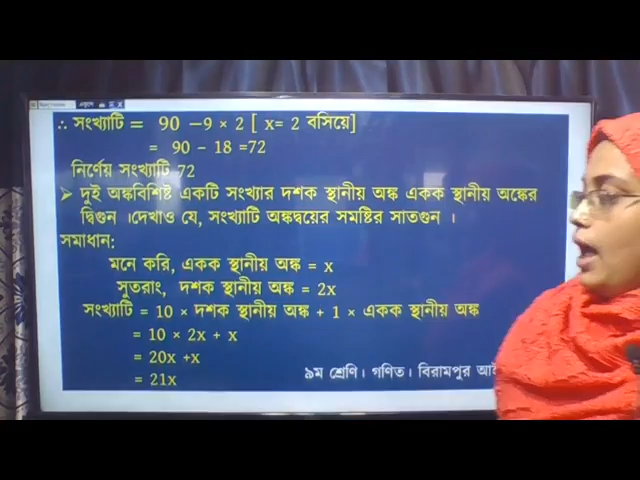 ∴ সংখ্যাটি = 90 −9 × 2 [ x= 2 বসিয়ে]
= 90 − 18 =72
নির্ণেয় সংখ্যাটি 72
➤ দুই অঙ্কবিশিষ্ট একটি সংখ্যার দশক স্থানীয় অঙ্ক একক স্থানীয় অঙ্কের
দ্বিগুন ।দেখাও যে, সংখ্যাটি অঙ্কদ্বয়ের সমষ্টির সাতগুন ।
সমাধান:
মনে করি, একক স্থানীয় অঙ্ক = x
সুতরাং, দশক স্থানীয় অঙ্ক = 2x
সংখ্যাটি = 10 × দশক স্থানীয় অঙ্ক + 1 × একক স্থানীয় অঙ্ক
= 10 × 2x + x
= 20x +x
= 21x
৯ম শ্রেণি। গণিত। বিরামপুর